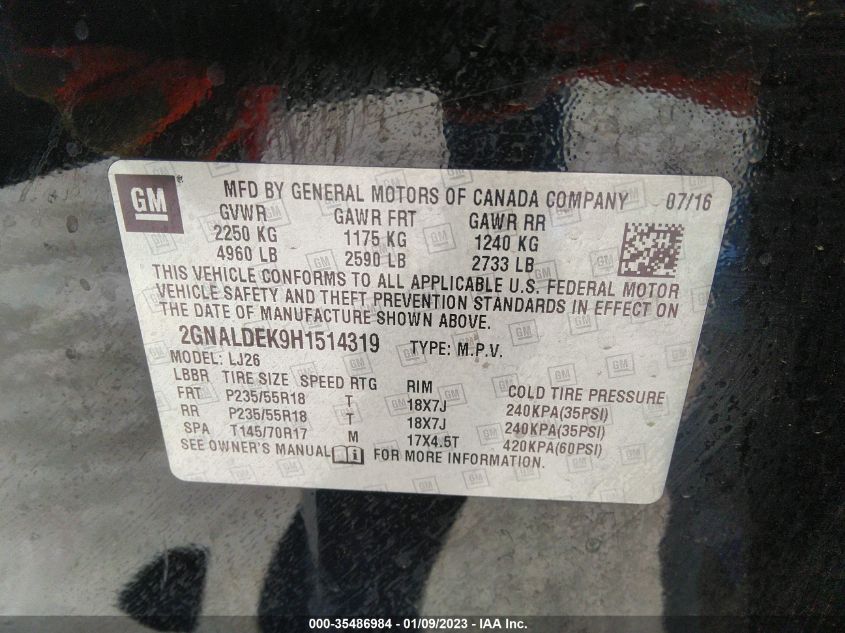 GM MFD BY GENERAL MOTORS OF CANADA COMPANY 07/16
GVWR GAWR FRT GAWR RR
2250 KG 1175 KG 1240 KG
4960 LB 2590 LB 2733 LB
THIS VEHICLE CONFORMS TO ALL APPLICABLE U.S. FEDERAL MOTOR
VEHICLE SAFETY AND THEFT PREVENTION STANDARDS IN EFFECT ON
THE DATE OF MANUFACTURE SHOWN ABOVE.
2GNALDEK9H1514319 TYPE: M.P.V.
MODEL: LJ26
LBBR TIRE SIZE SPEED RTG RIM COLD TIRE PRESSURE
FRT P235/55R18 T 18X7J 240KPA(35PSI)
RR P235/55R18 T 18X7J 240KPA(35PSI)
SPA T145/70R17 M 17X4.5T 420KPA(60PSI)
SEE OWNER'S MANUAL FOR MORE INFORMATION.
000-35486984 - 01/09/2023 - IAA Inc.